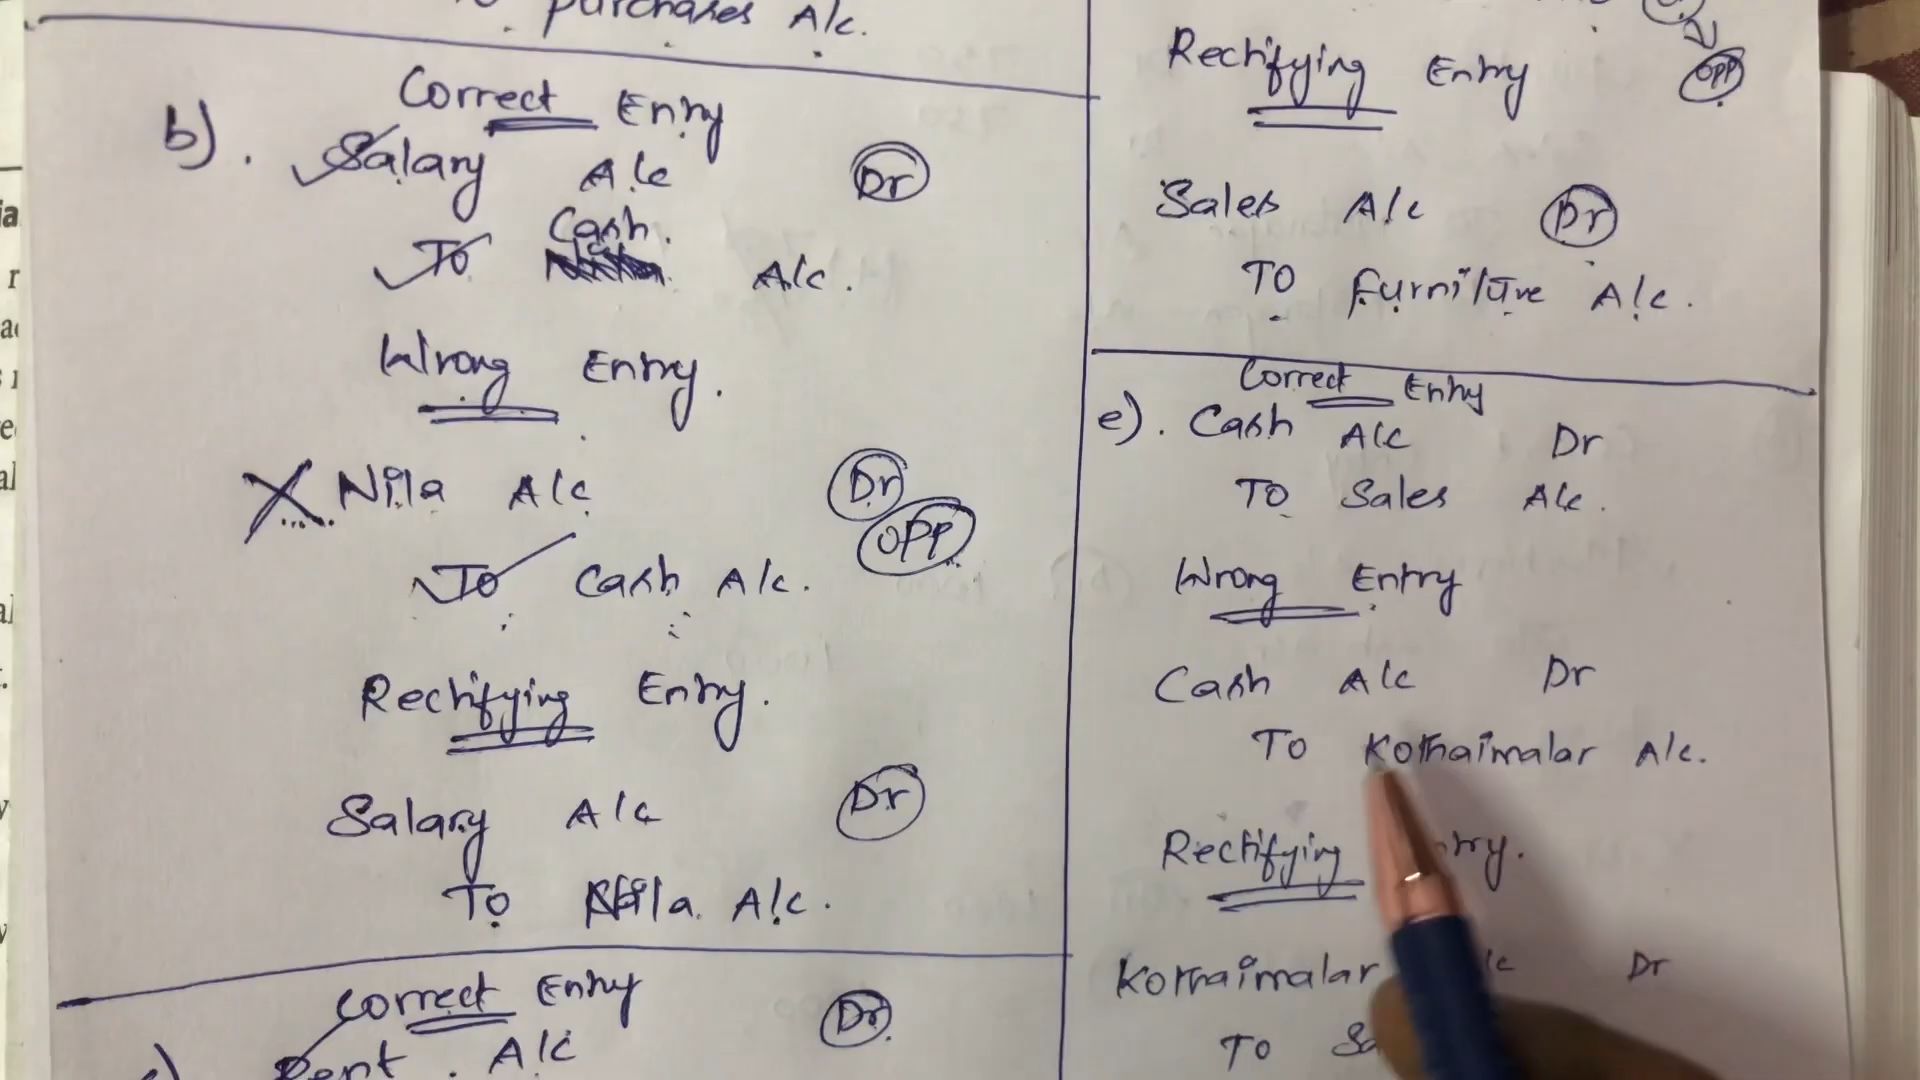 purchases A/c.
b). Correct Entry
Salary A/c Dr
Cash.
To A/c.
Wrong Entry.
Nila A/c Dr
OPP
To Cash A/c.
Rectifying Entry.
Salary A/c Dr
To Nila A/c.
Correct Entry
Rent A/c Dr
Rectifying Entry OPP
Sales A/c Dr
To Furniture A/c.
Correct Entry
e). Cash A/c Dr
To Sales A/c.
Wrong Entry
Cash A/c Dr
To Kothaimalar A/c.
Rectifying
Kothaimalar Dr
To